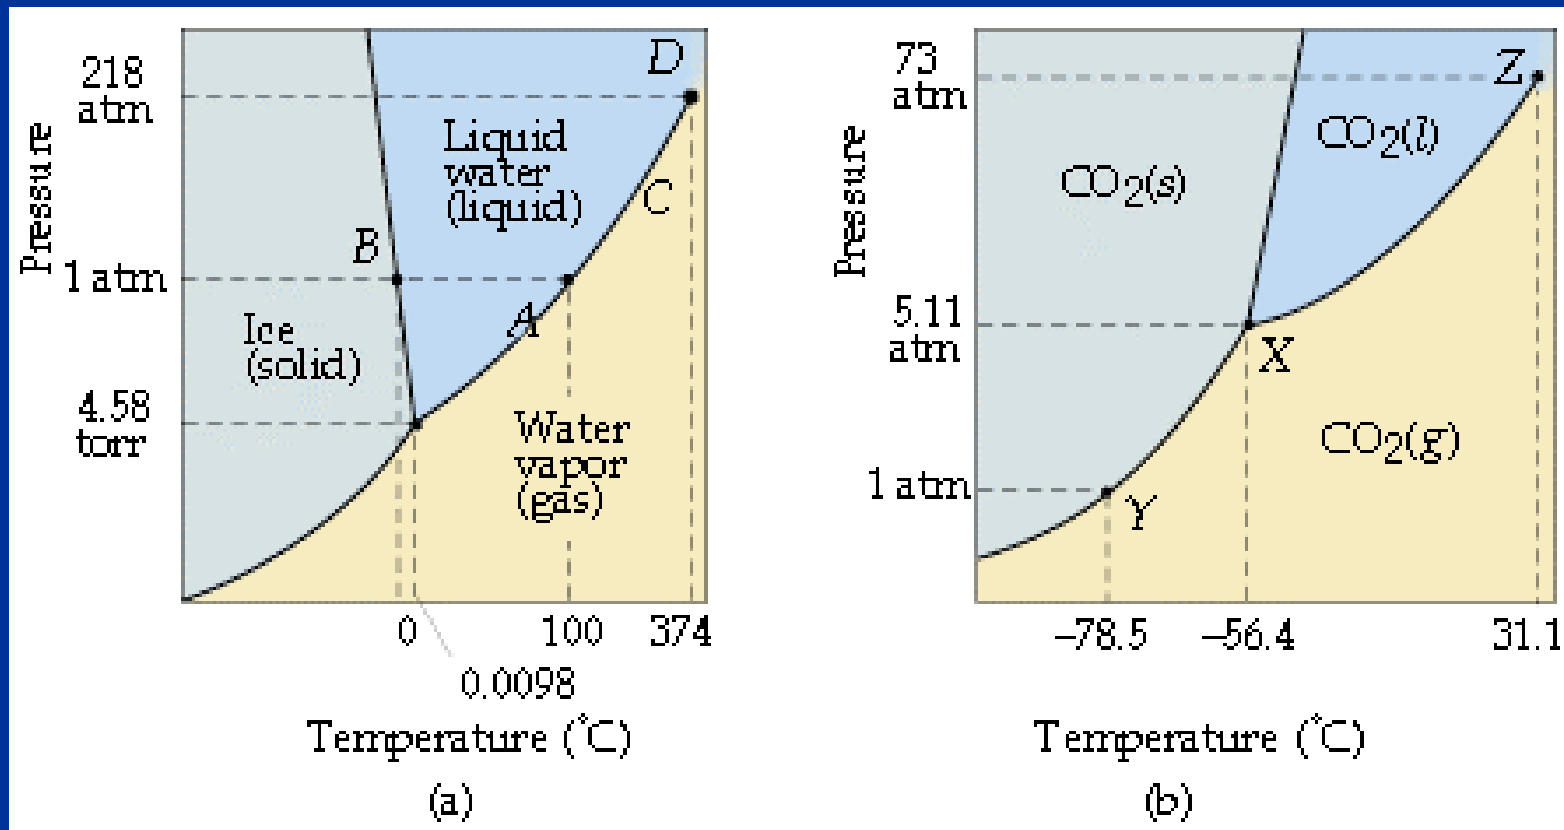 Pressure
218
atm
1 atm
4.58
torr
D
Liquid
water
(liquid)
C
B
A
Ice
(solid)
Water
vapor
(gas)
0
100
374
0.0098
Temperature (°C)
(a)
Pressure
73
atm
5.11
atm
1 atm
Z
CO₂(l)
CO₂(s)
X
CO₂(g)
Y
–78.5
–56.4
31.1
Temperature (°C)
(b)